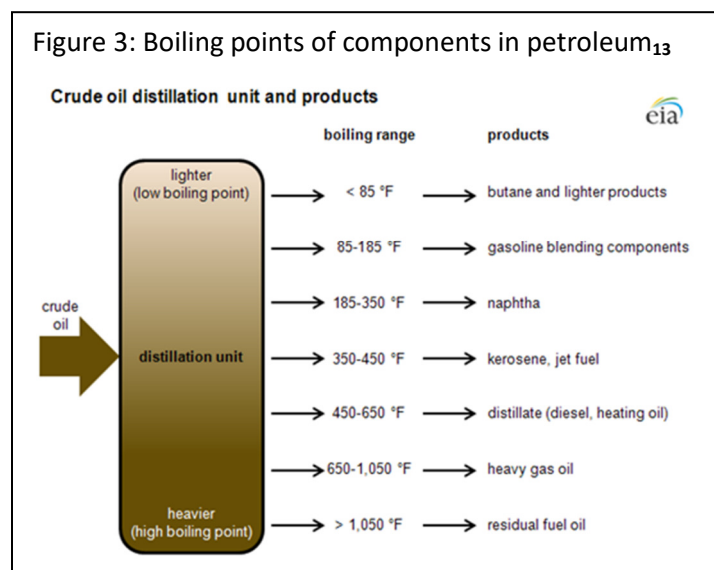 Figure 3: Boiling points of components in petroleum₁₃
Crude oil distillation unit and products
eia
boiling range products
lighter
(low boiling point)
< 85 °F butane and lighter products
85-185 °F gasoline blending components
185-350 °F naphtha
crude
oil
distillation unit 350-450 °F kerosene, jet fuel
450-650 °F distillate (diesel, heating oil)
650-1,050 °F heavy gas oil
heavier
(high boiling point)
> 1,050 °F residual fuel oil